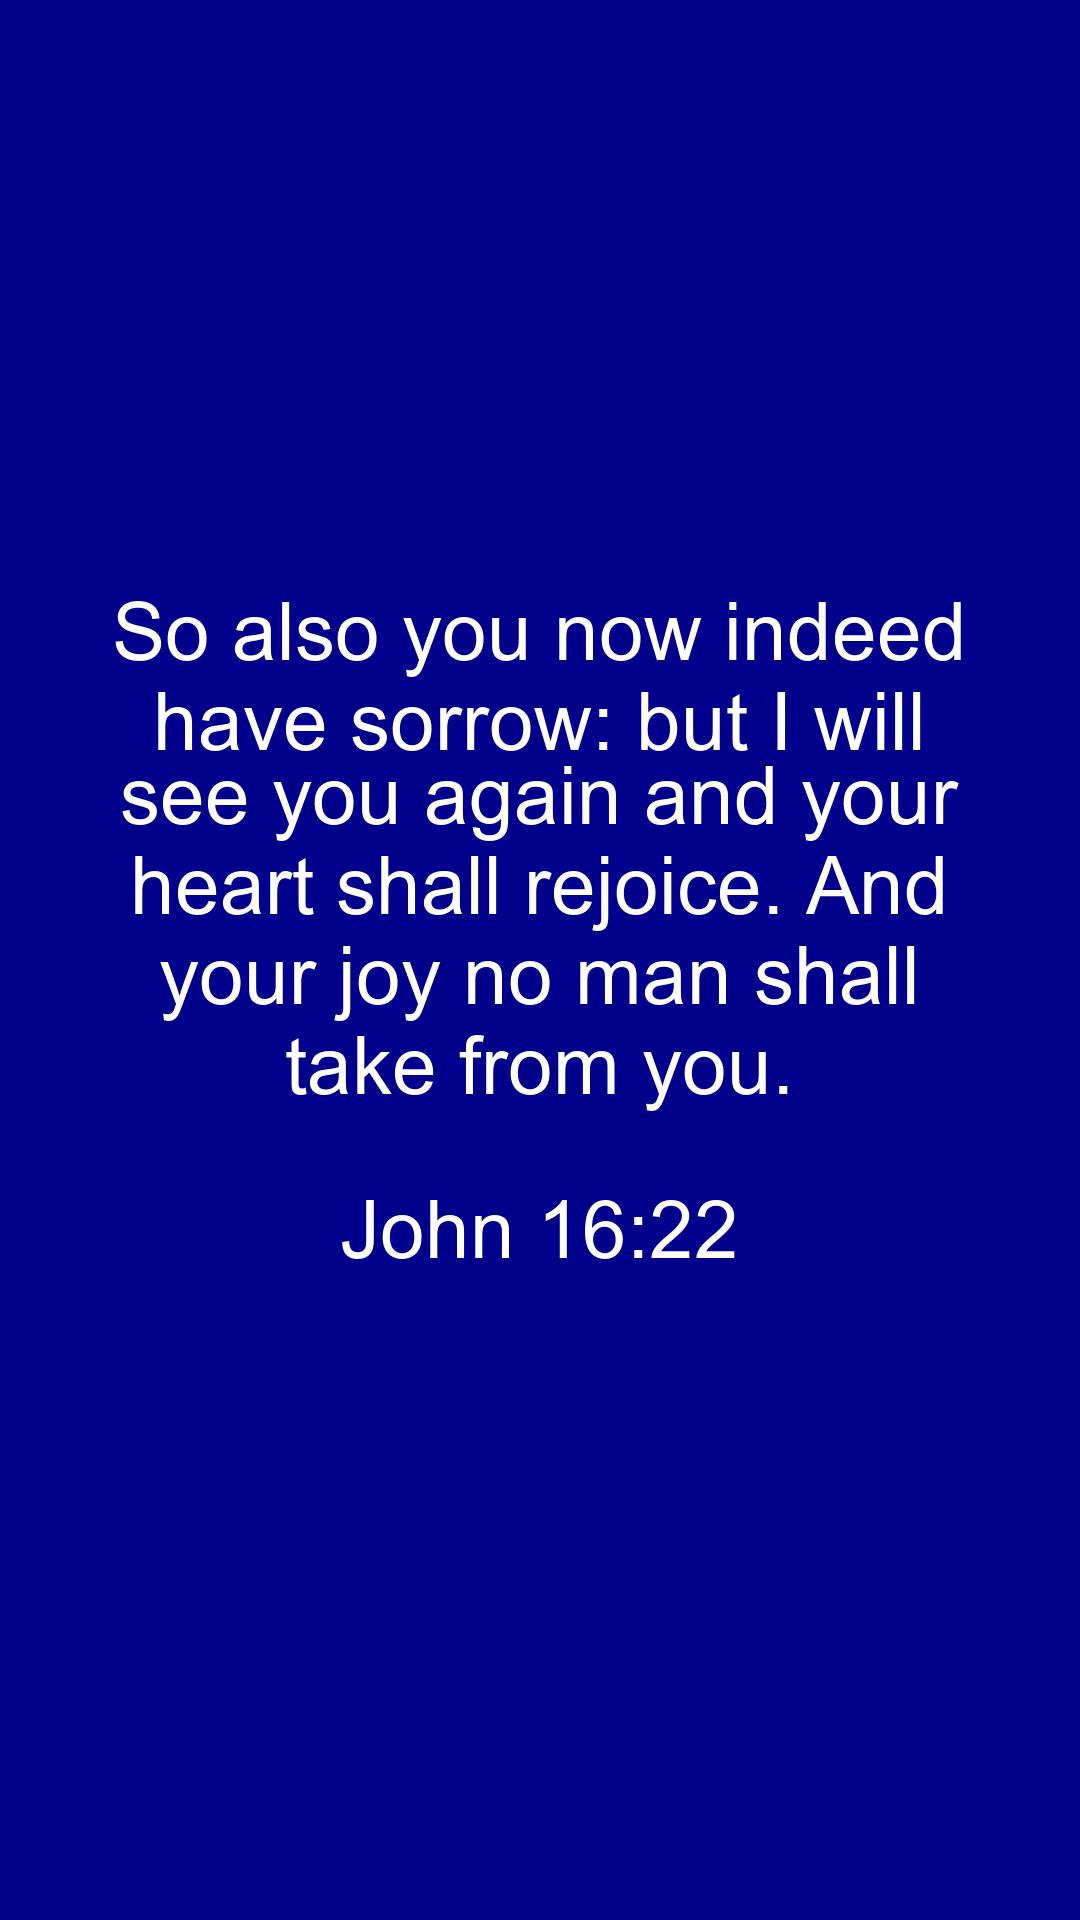 So also you now indeed
have sorrow: but I will
see you again and your
heart shall rejoice. And
your joy no man shall
take from you.
John 16:22